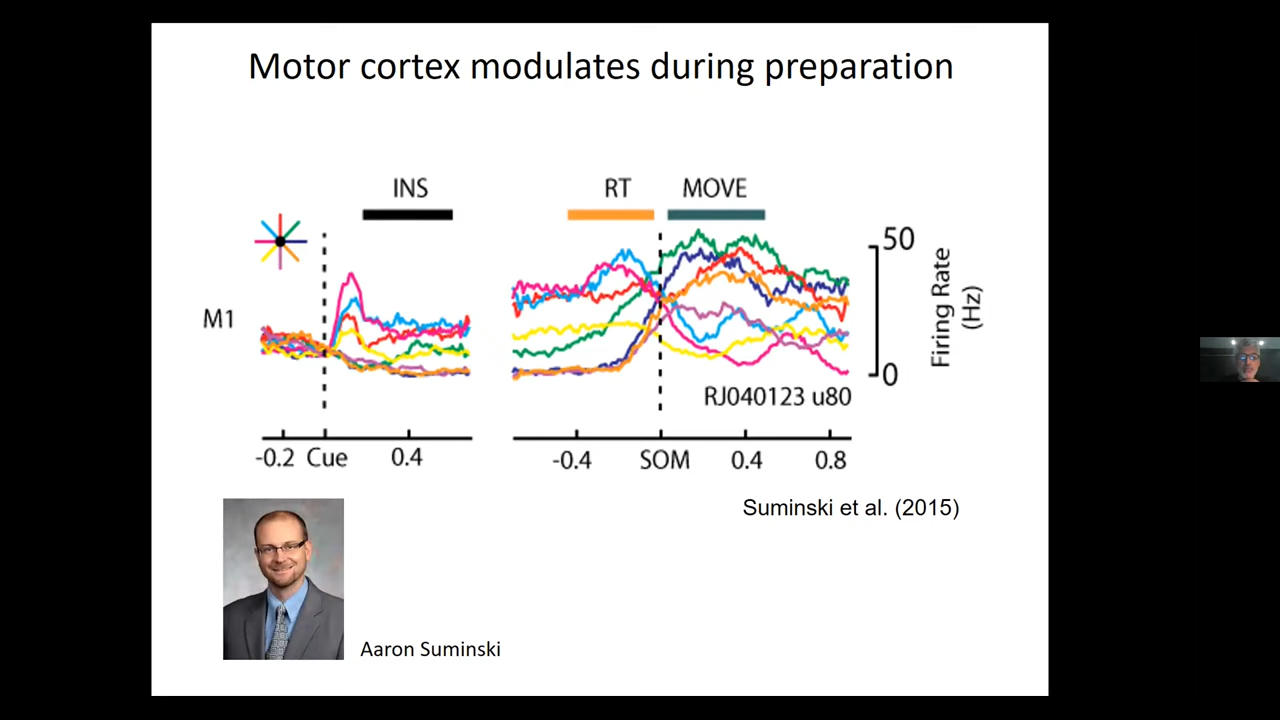 Motor cortex modulates during preparation
INS
RT
MOVE
M1
50
0
Firing Rate
(Hz)
RJ040123 u80
-0.2 Cue 0.4
-0.4 SOM 0.4 0.8
Suminski et al. (2015)
Aaron Suminski